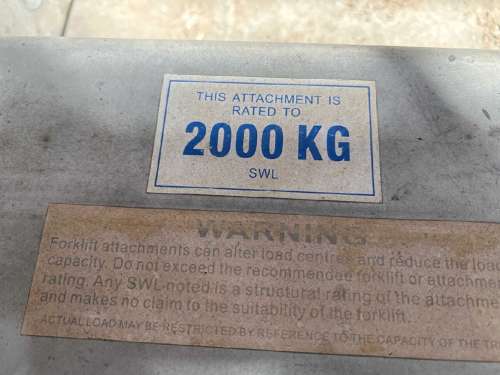 THIS ATTACHMENT IS
RATED TO
2000 KG
SWL
WARNING
Forklift attachments can alter load centres and reduce the load
capacity. Do not exceed the recommended forklift or attachment
rating. Any SWL noted is a structural rating of the attachment
and makes no claim to the suitability of the forklift.
ACTUAL LOAD MAY BE RESTRICTED BY REFERENCE TO THE CAPACITY OF THE TR